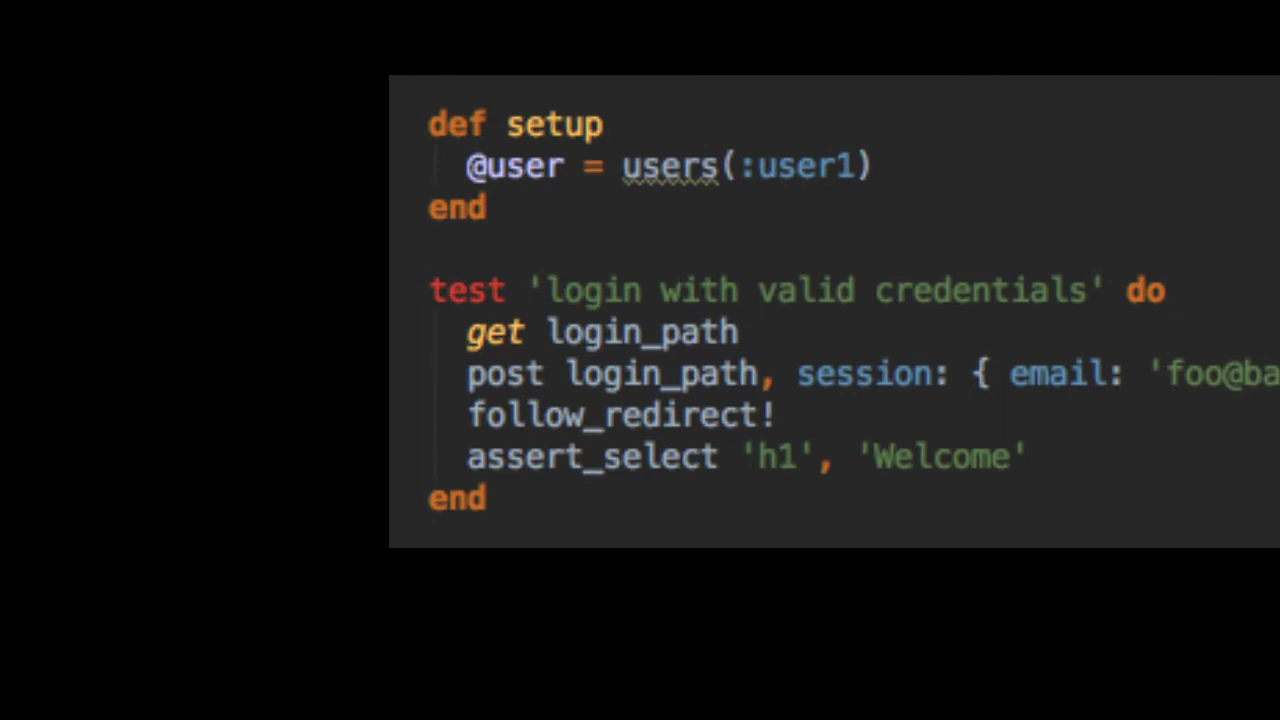 def setup
@user = users(:user1)
end
test 'login with valid credentials' do
get login_path
post login_path, session: { email: 'foo@ba
follow_redirect!
assert_select 'h1', 'Welcome'
end